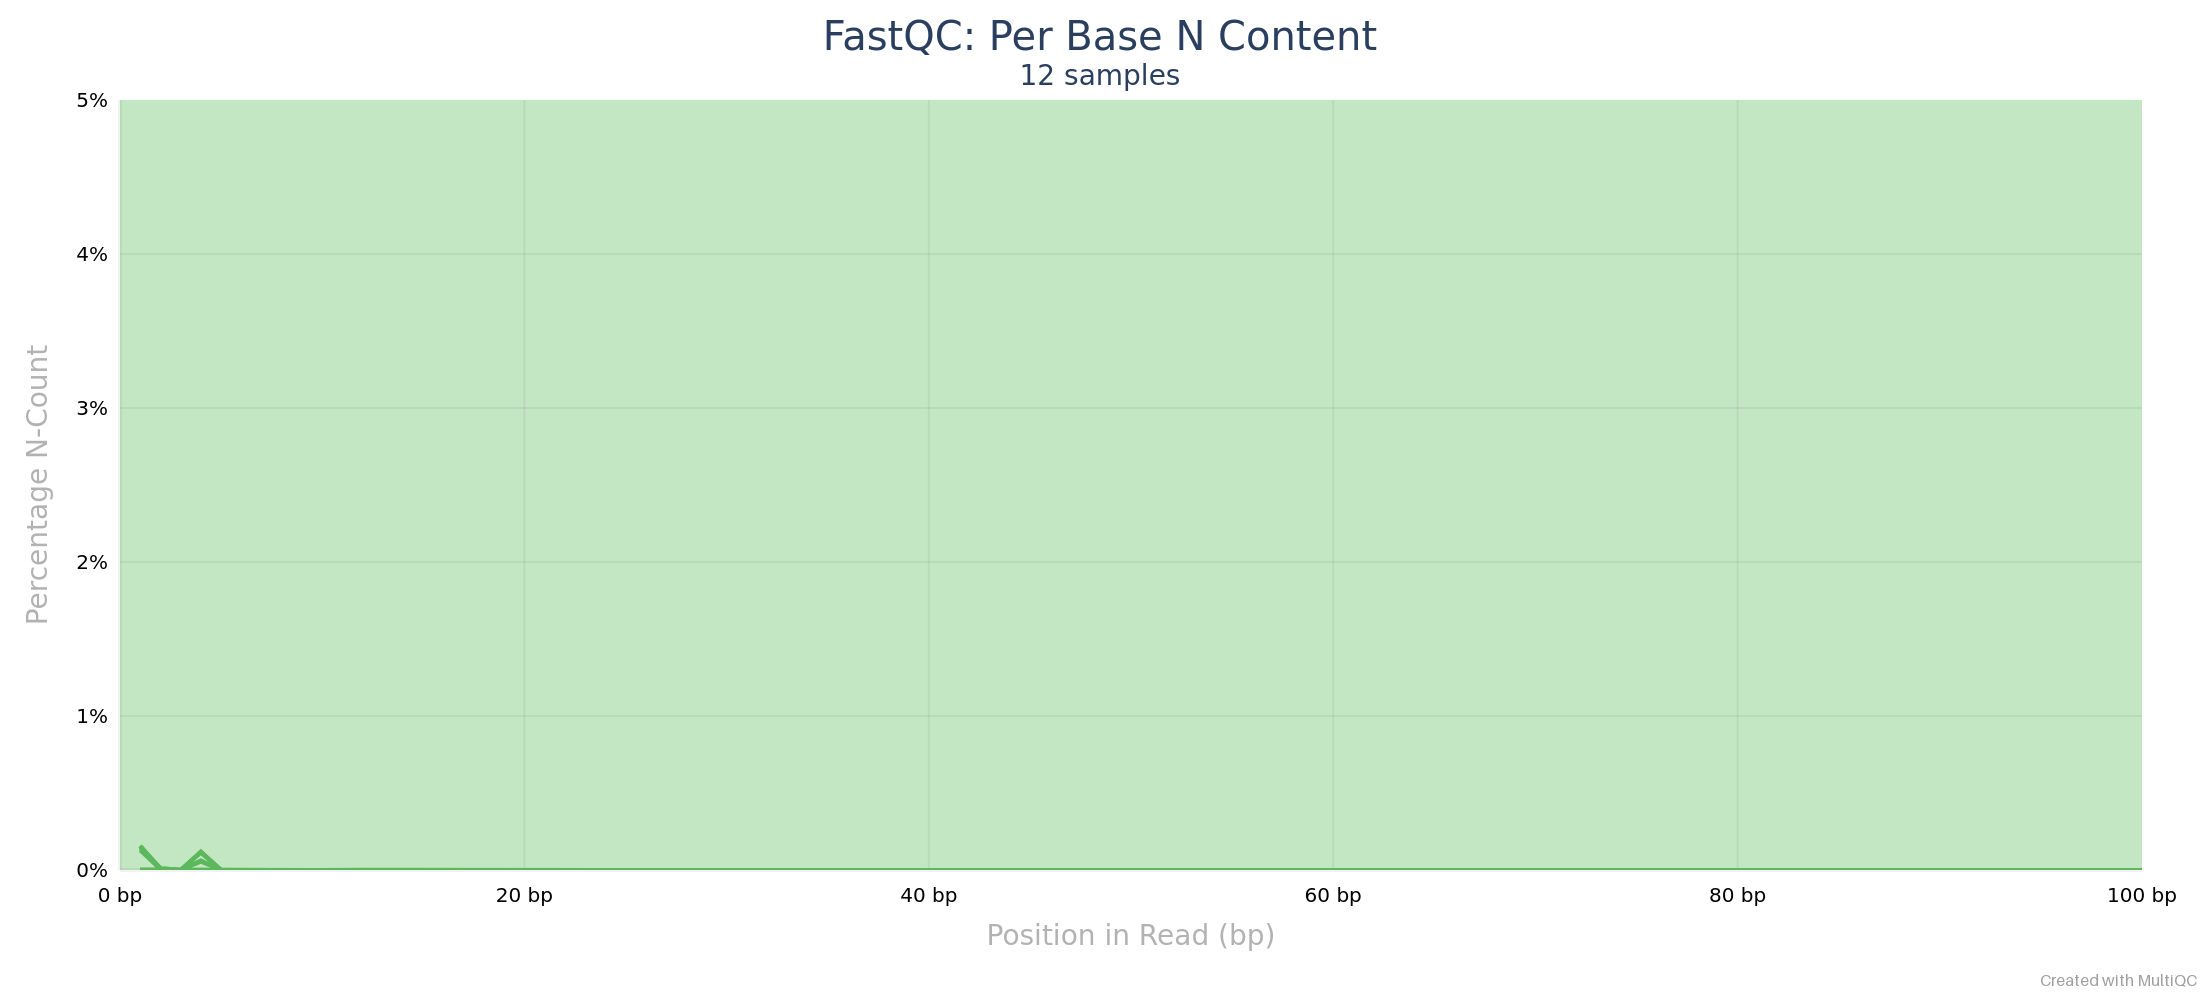 FastQC: Per Base N Content
12 samples
5%
4%
3%
2%
1%
0%
Percentage N-Count
0 bp
20 bp
40 bp
60 bp
80 bp
100 bp
Position in Read (bp)
Created with MultiQC